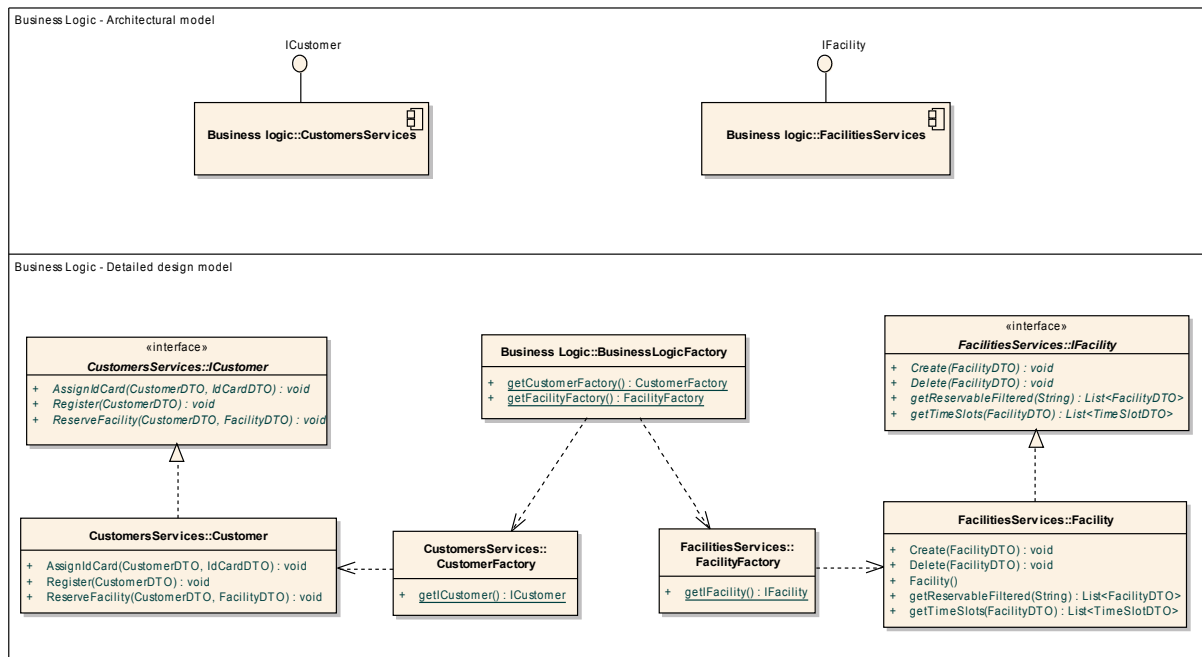 Business Logic - Architectural model
ICustomer
IFacility
Business logic::CustomersServices
Business logic::FacilitiesServices
Business Logic - Detailed design model
«interface»
CustomersServices::ICustomer
+ AssignIdCard(CustomerDTO, IdCardDTO) : void
+ Register(CustomerDTO) : void
+ ReserveFacility(CustomerDTO, FacilityDTO) : void
Business Logic::BusinessLogicFactory
+ getCustomerFactory() : CustomerFactory
+ getFacilityFactory() : FacilityFactory
«interface»
FacilitiesServices::IFacility
+ Create(FacilityDTO) : void
+ Delete(FacilityDTO) : void
+ getReservableFiltered(String) : List<FacilityDTO>
+ getTimeSlots(FacilityDTO) : List<TimeSlotDTO>
CustomersServices::Customer
+ AssignIdCard(CustomerDTO, IdCardDTO) : void
+ Register(CustomerDTO) : void
+ ReserveFacility(CustomerDTO, FacilityDTO) : void
CustomersServices::
CustomerFactory
+ getICustomer() : ICustomer
FacilitiesServices::
FacilityFactory
+ getIFacility() : IFacility
FacilitiesServices::Facility
+ Create(FacilityDTO) : void
+ Delete(FacilityDTO) : void
+ Facility()
+ getReservableFiltered(String) : List<FacilityDTO>
+ getTimeSlots(FacilityDTO) : List<TimeSlotDTO>